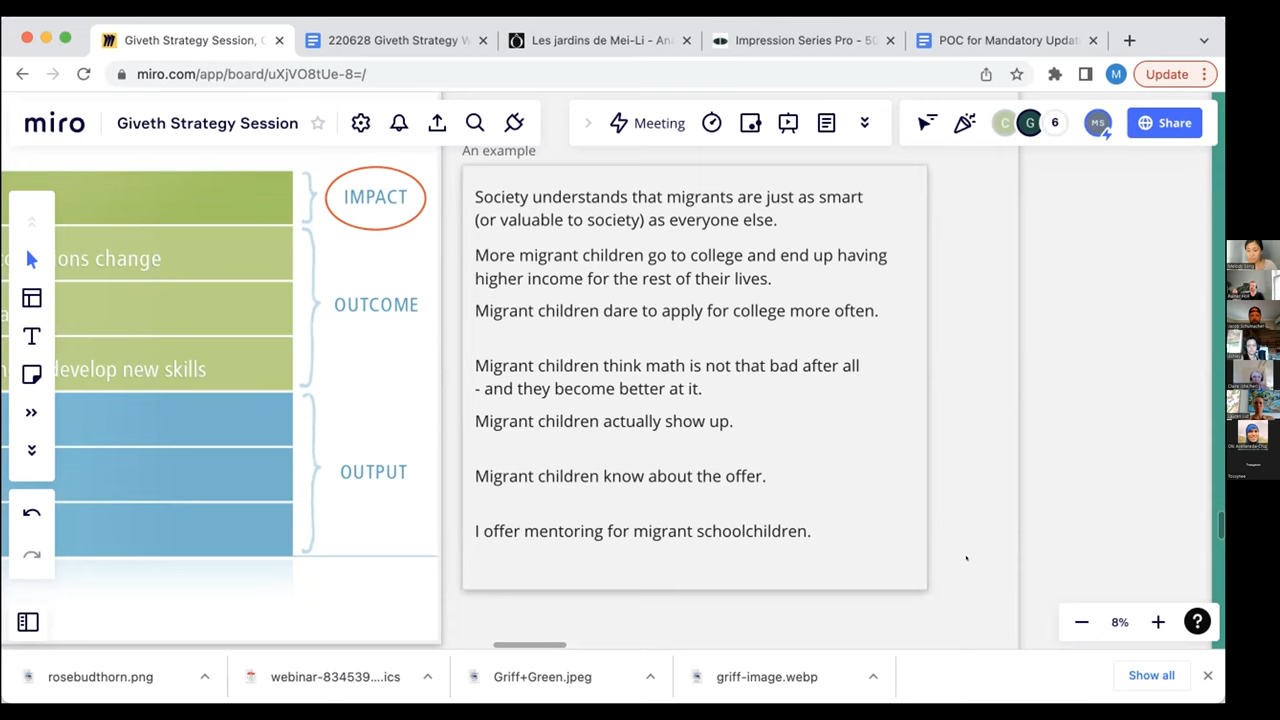 Giveth Strategy Session,
220628 Giveth Strategy
Les jardins de Mei-Li - An
Impression Series Pro - 50
POC for Mandatory Updat
miro.com/app/board/uXjVO8tUe-8=/
M
Update
miro
Giveth Strategy Session
Meeting
C
G
6
MS
Share
An example
IMPACT
ons change
OUTCOME
develop new skills
OUTPUT
Society understands that migrants are just as smart
(or valuable to society) as everyone else.
More migrant children go to college and end up having
higher income for the rest of their lives.
Migrant children dare to apply for college more often.
Migrant children think math is not that bad after all
- and they become better at it.
Migrant children actually show up.
Migrant children know about the offer.
I offer mentoring for migrant schoolchildren.
8%
rosebudthorn.png
webinar-834539....ics
Griff+Green.jpeg
griff-image.webp
Show all